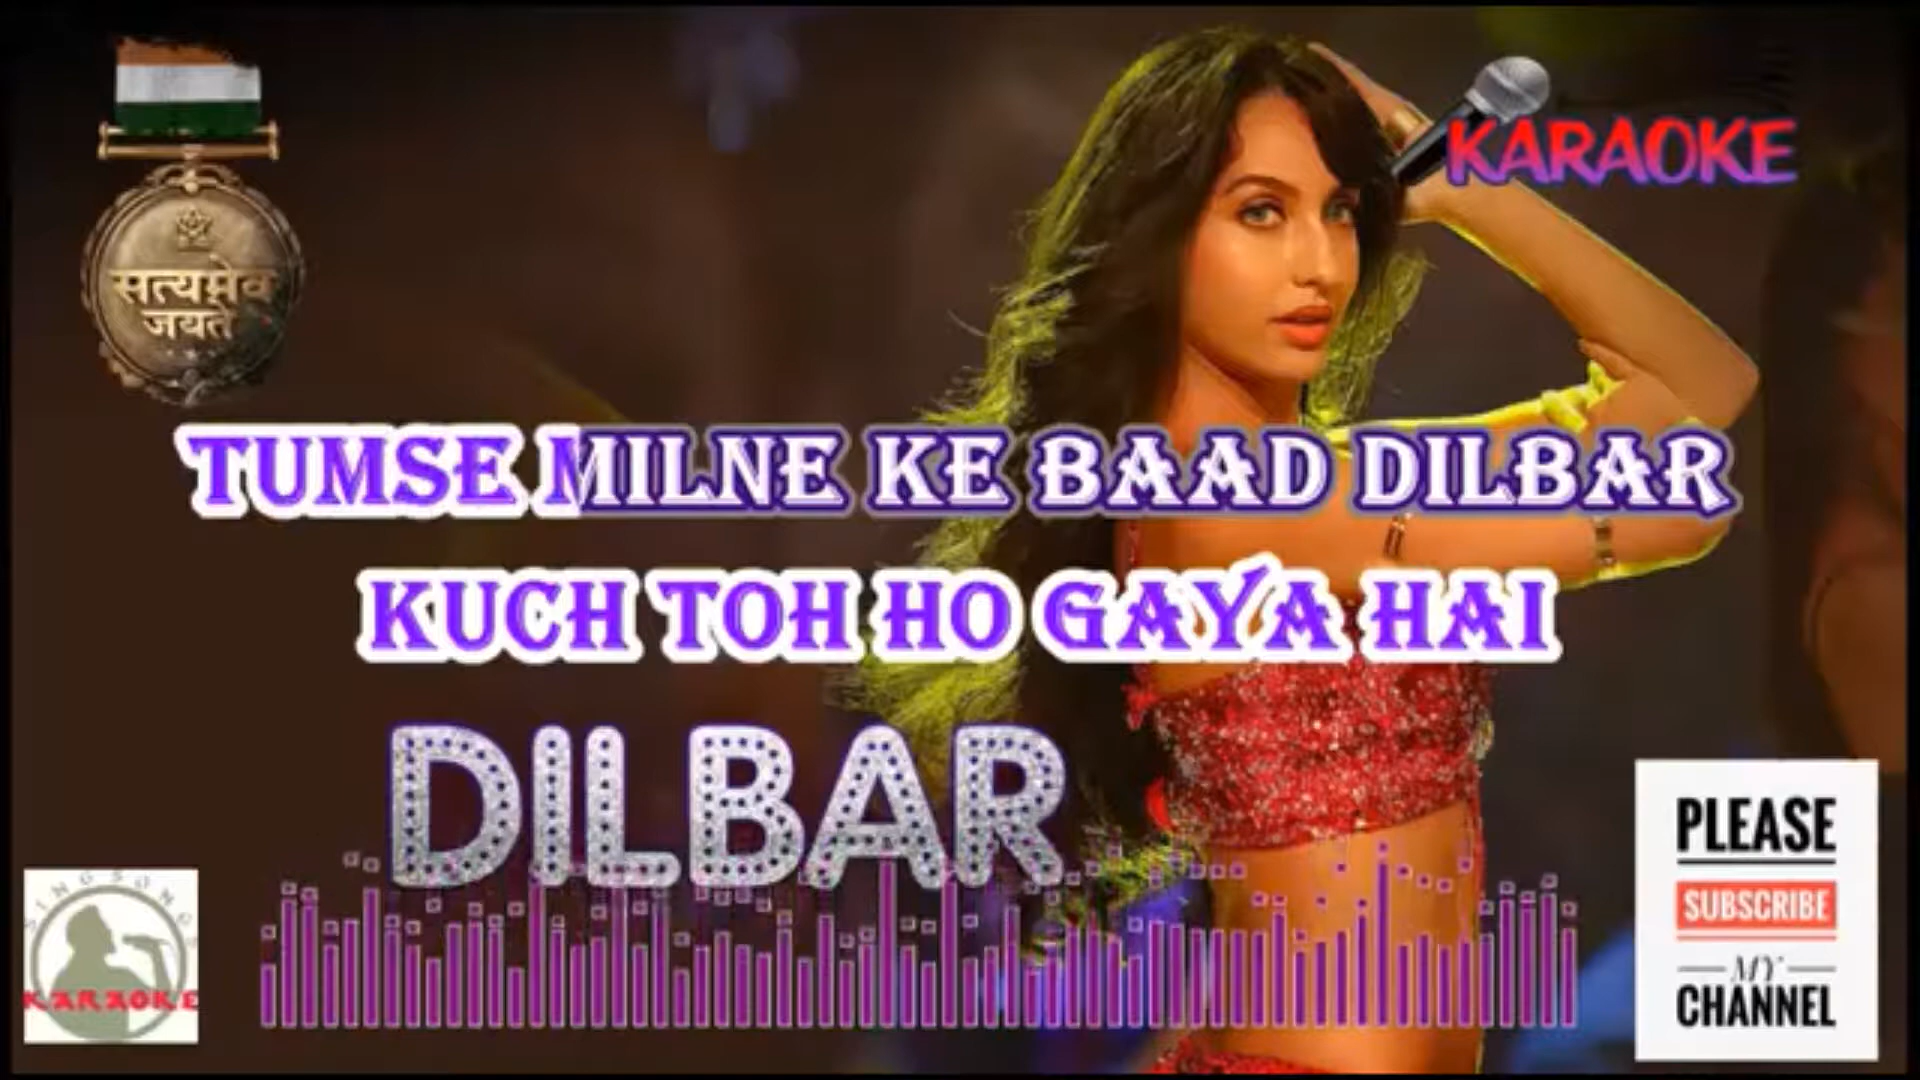 KARAOKE
सत्यमेव
जयते
TUMSE MILNE KE BAAD DILBAR
KUCH TOH HO GAYA HAI
DILBAR
PLEASE
SUBSCRIBE
MY
CHANNEL
SINGSONGS
KARAOKE